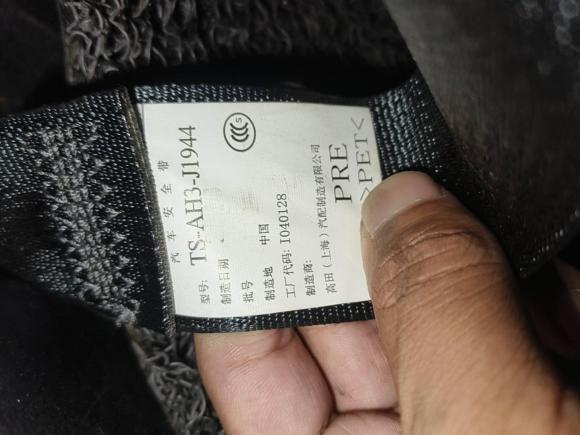 汽车安全带
型号: TS-AH3-J1944
制造日期
批号
制造地 中国
工厂代码: I040128
制造商:
高田(上海)汽配制造有限公司
PRE
>PET<
CCC S